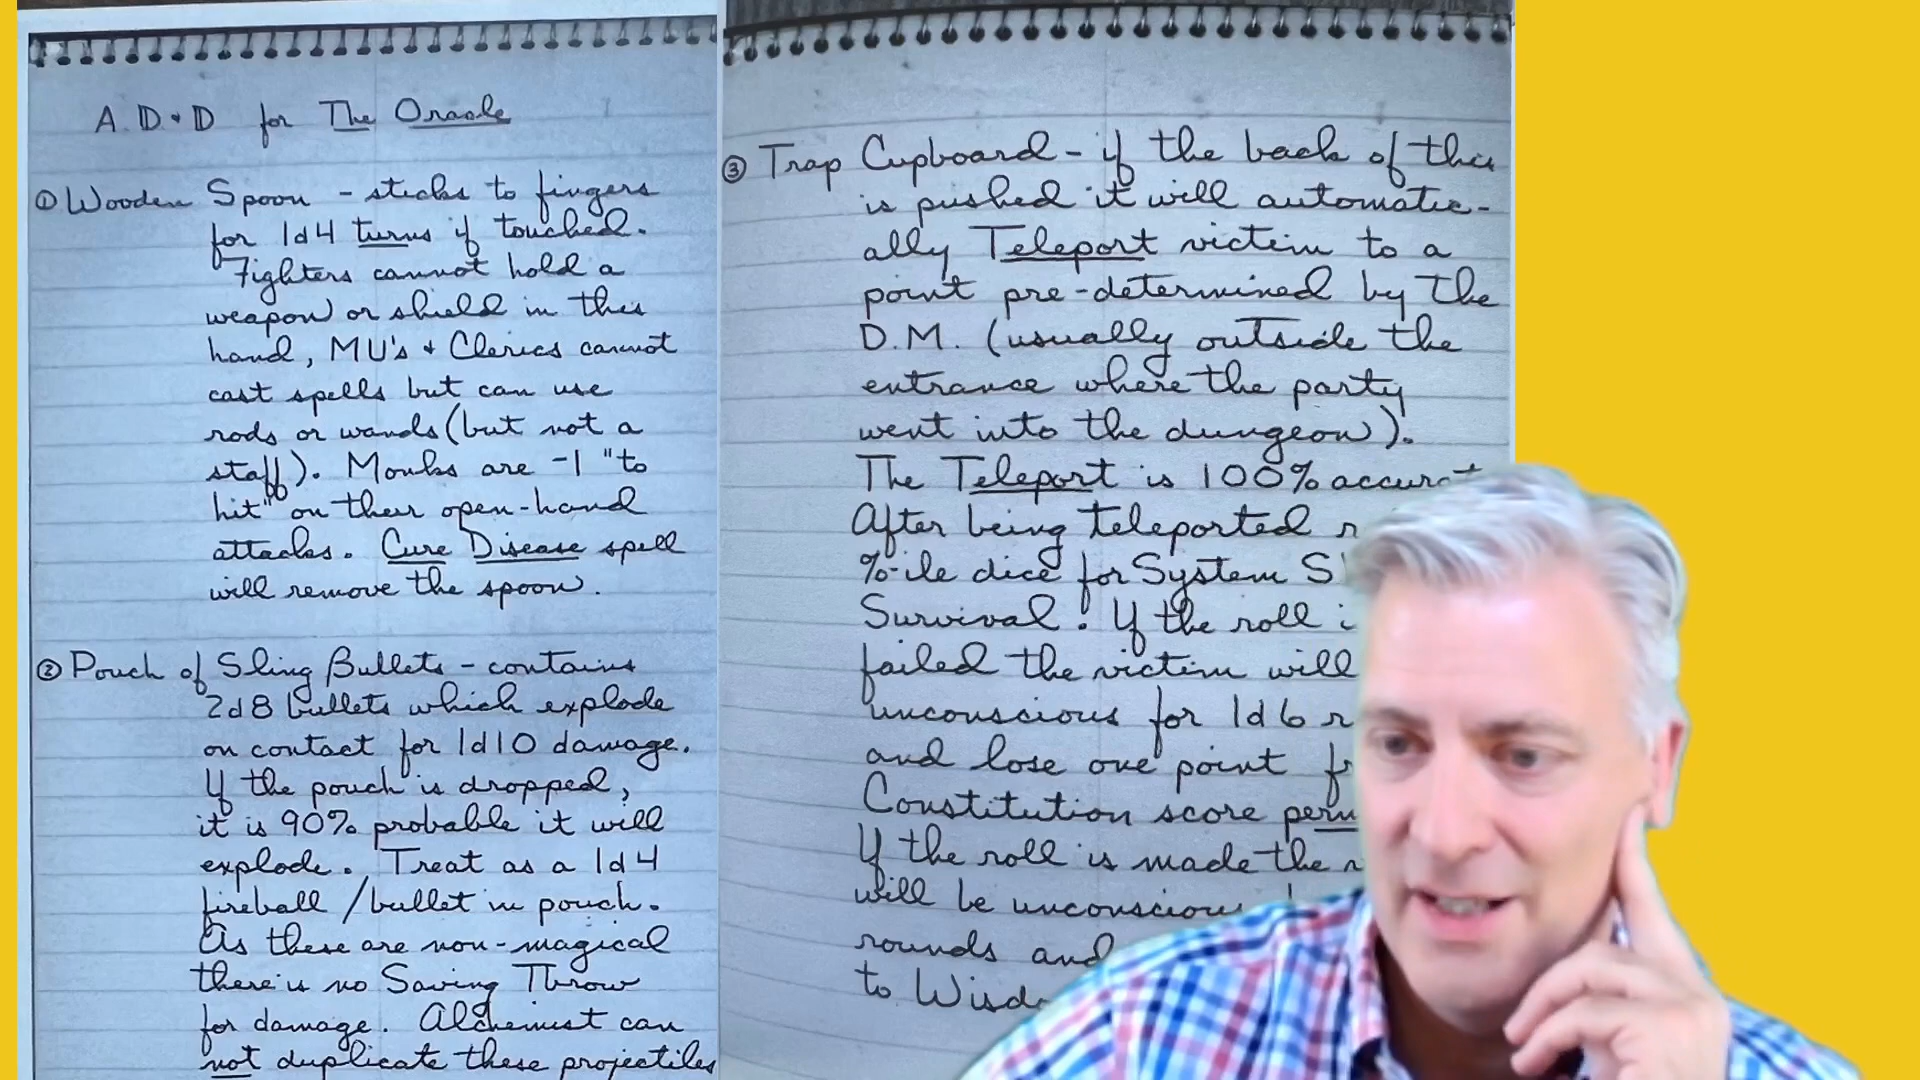 A.D.&D for The Oracle
① Wooden Spoon - sticks to fingers
for 1d4 turns if touched.
Fighters cannot hold a
weapon or shield in this
hand, MU's & Clerics cannot
cast spells but can use
rods or wands (but not a
staff). Monks are -1 "to
hit" on their open-hand
attacks. Cure Disease spell
will remove the spoon.
② Pouch of Sling Bullets - contains
2d8 bullets which explode
on contact for 1d10 damage.
If the pouch is dropped,
it is 90% probable it will
explode. Treat as a 1d4
fireball / bullet in pouch.
As these are non-magical
there is no Saving Throw
for damage. Alchemist can
not duplicate these projectiles
③ Trap Cupboard - if the back of this
is pushed it will automatic-
ally Teleport victim to a
point pre-determined by the
D.M. (usually outside the
entrance where the party
went into the dungeon).
The Teleport is 100% accurat
After being teleported r
%-ile dice for System S
Survival. If the roll i
failed the victim will
unconscious for 1d6 r
and lose one point fr
Constitution score perm
If the roll is made the
will be unconscious
rounds and
to Wisd